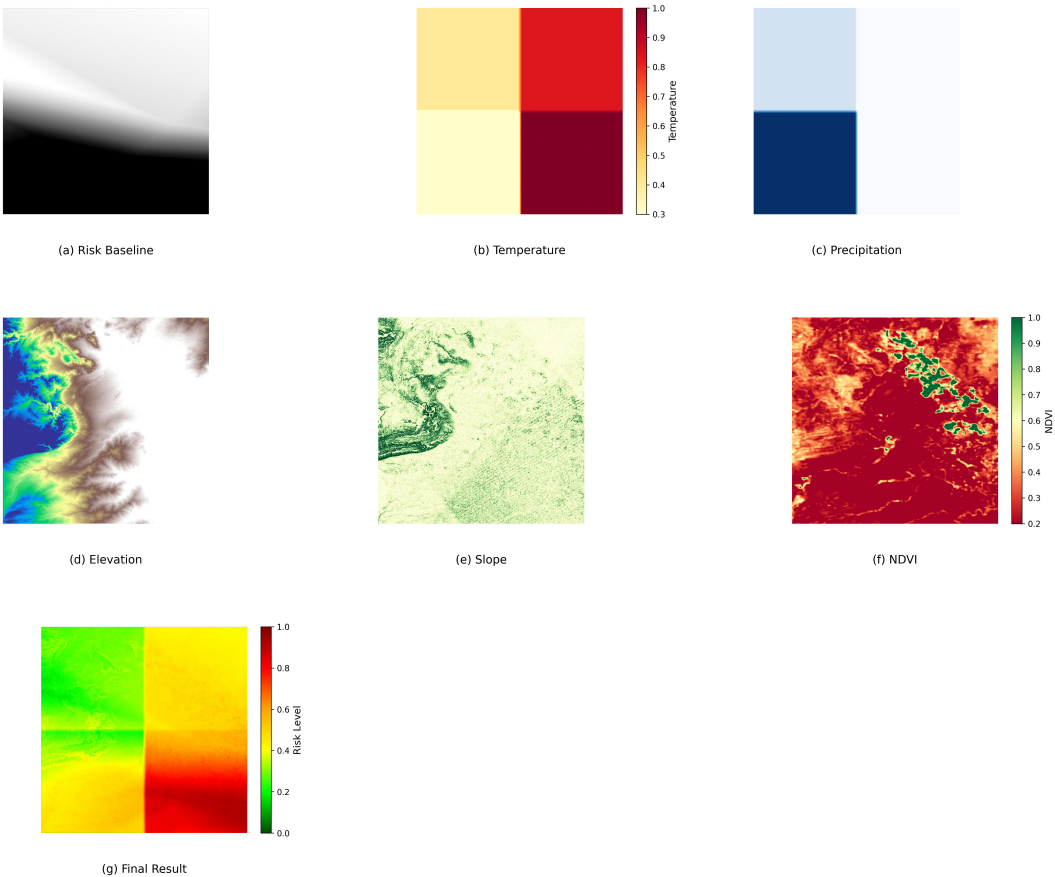 1.0
0.9
0.8
0.7
0.6
0.5
0.4
0.3
Temperature
(a) Risk Baseline
(b) Temperature
(c) Precipitation
1.0
0.9
0.8
0.7
0.6
0.5
0.4
0.3
0.2
NDVI
(d) Elevation
(e) Slope
(f) NDVI
1.0
0.8
0.6
0.4
0.2
0.0
Risk Level
(g) Final Result